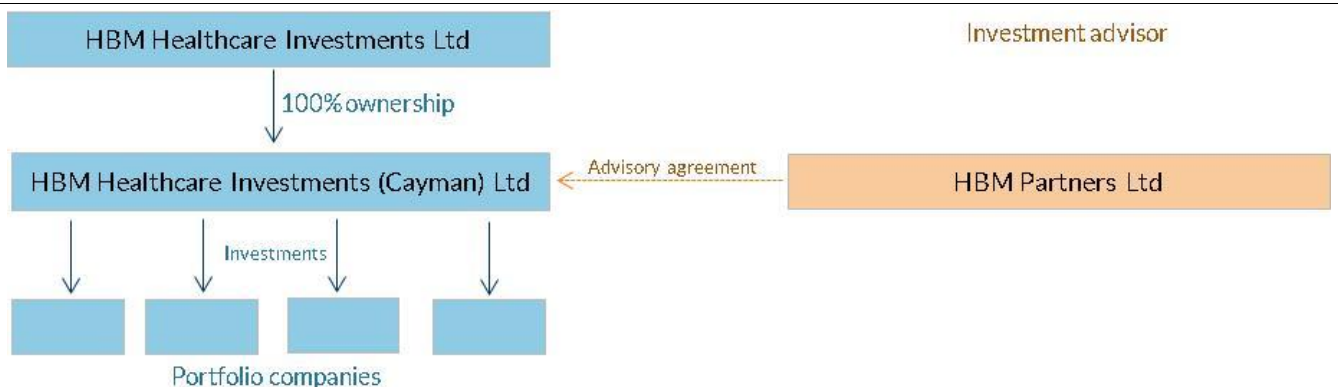 HBM Healthcare Investments Ltd
Investment advisor
100% ownership
HBM Healthcare Investments (Cayman) Ltd
Advisory agreement
HBM Partners Ltd
Investments
Portfolio companies